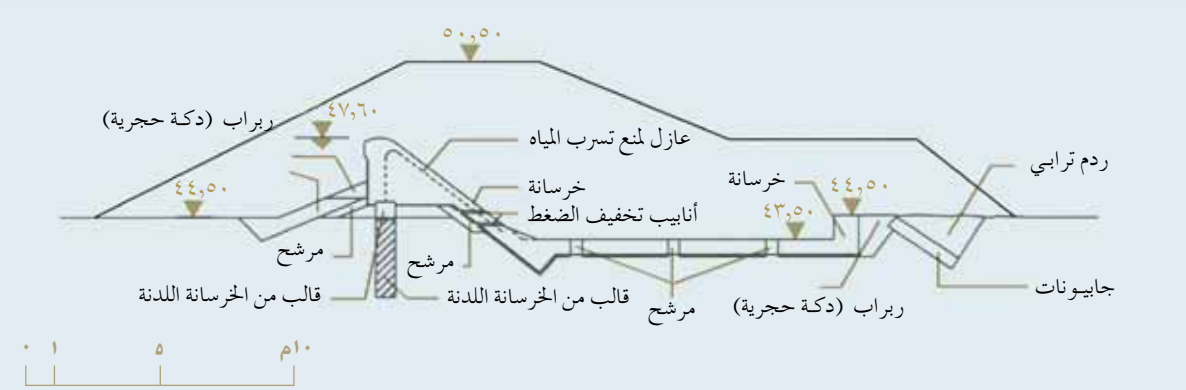 ٥٠,٥٠
٤٧,٦٠
ربراب (دكة حجرية)
عازل لمنع تسرب المياه
ردم ترابي
خرسانة
خرسانة
٤٤,٥٠
٤٤,٥٠
أنابيب تخفيف الضغط
٤٣,٥٠
مرشح
مرشح
جابيونات
قالب من الخرسانة اللدنة
قالب من الخرسانة اللدنة
مرشح
ربراب (دكة حجرية)
٠ ١ ٥ ١٠م